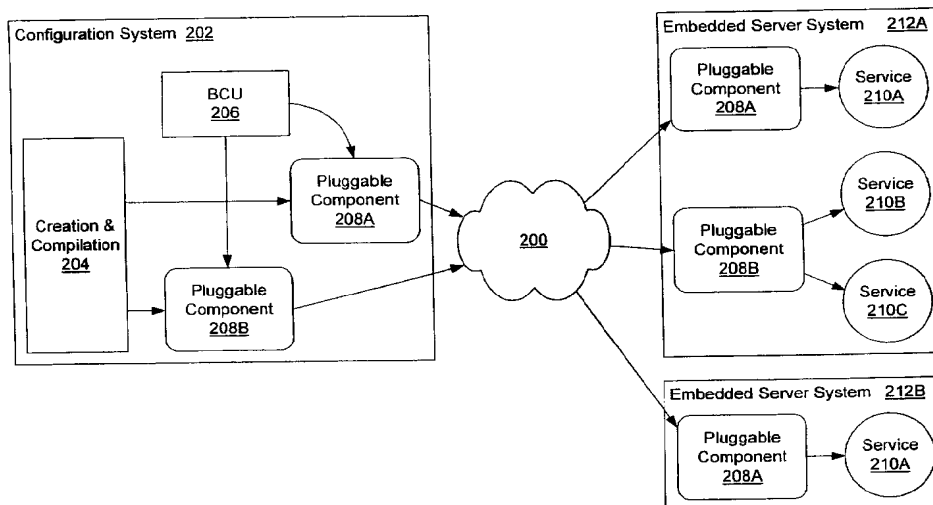 Configuration System 202
BCU
206
Creation &
Compilation
204
Pluggable
Component
208A
Pluggable
Component
208B
200
Embedded Server System 212A
Pluggable
Component
208A
Service
210A
Pluggable
Component
208B
Service
210B
Service
210C
Embedded Server System 212B
Pluggable
Component
208A
Service
210A